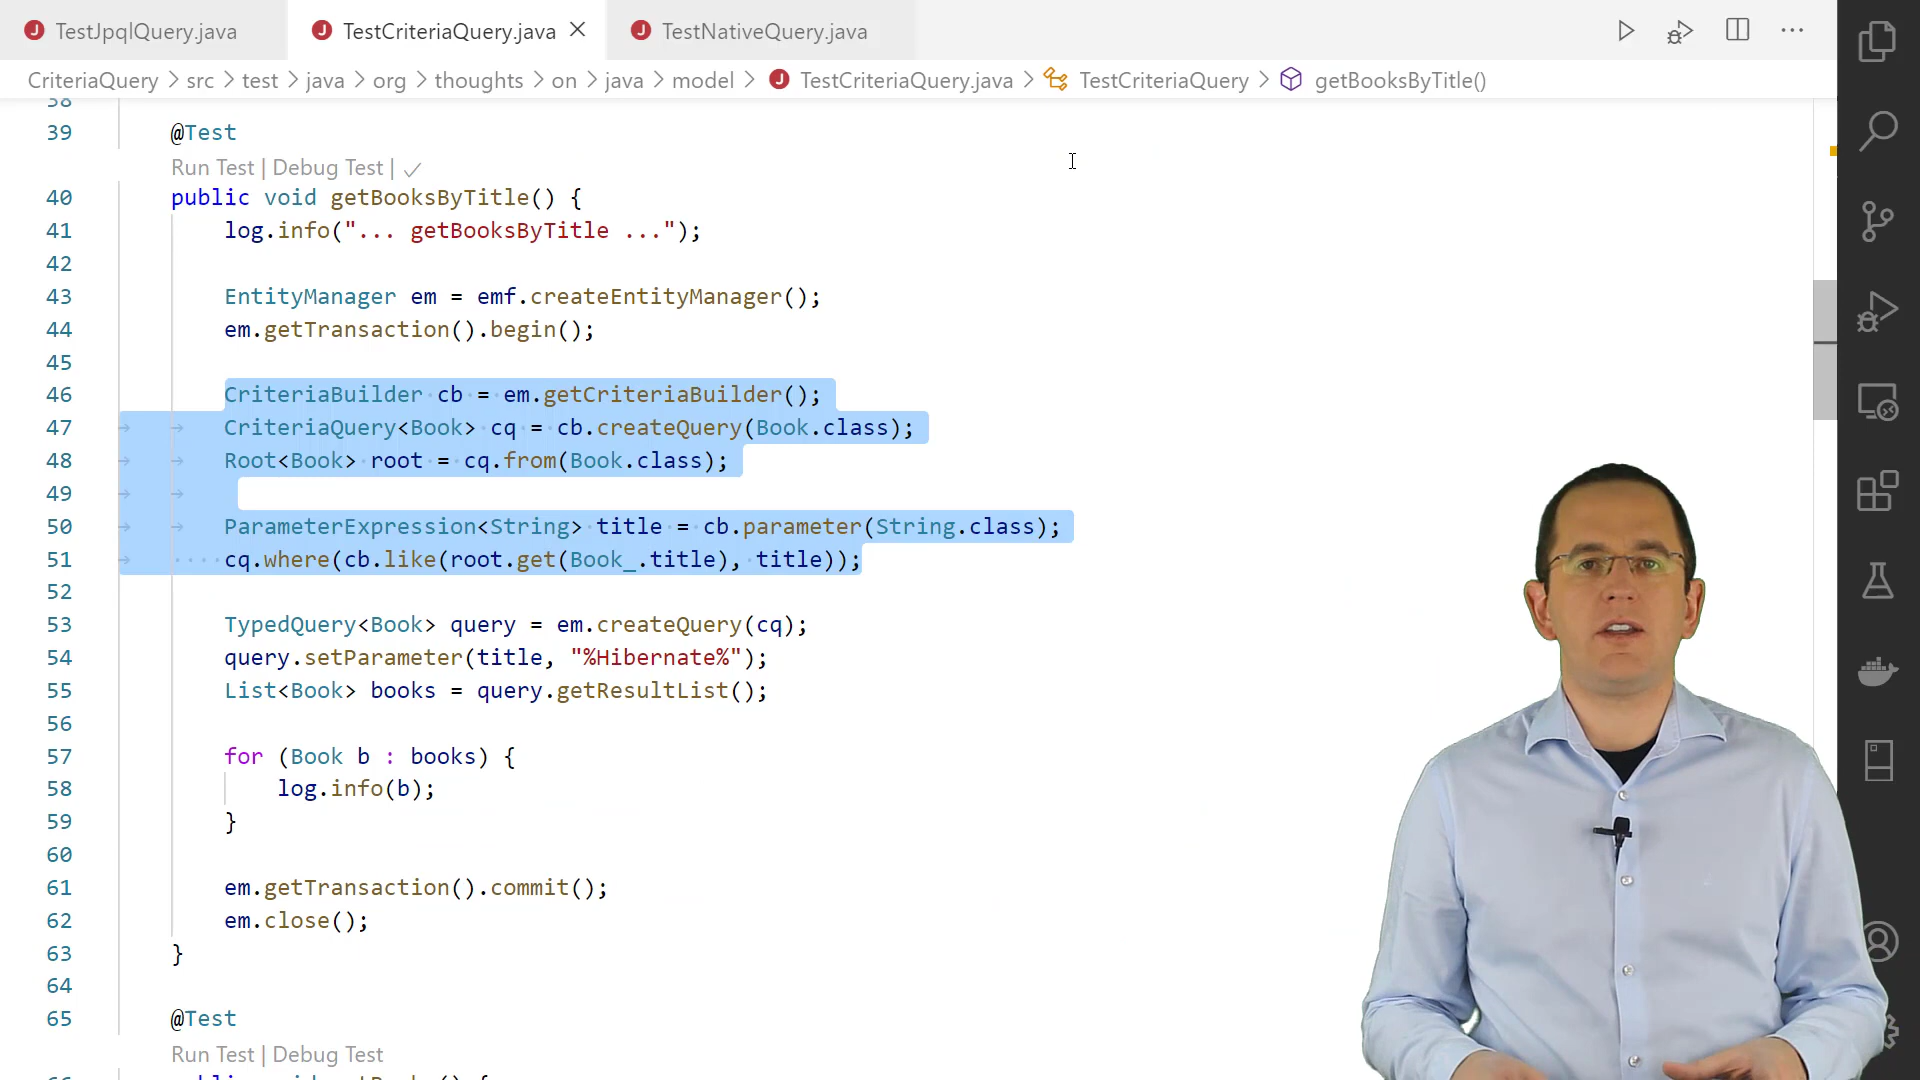 TestJpqlQuery.java
TestCriteriaQuery.java
TestNativeQuery.java
CriteriaQuery > src > test > java > org > thoughts > on > java > model > TestCriteriaQuery.java > TestCriteriaQuery > getBooksByTitle()
38
39 @Test
Run Test | Debug Test | ✓
40 public void getBooksByTitle() {
41 log.info("... getBooksByTitle ...");
42
43 EntityManager em = emf.createEntityManager();
44 em.getTransaction().begin();
45
46 CriteriaBuilder cb = em.getCriteriaBuilder();
47 CriteriaQuery<Book> cq = cb.createQuery(Book.class);
48 Root<Book> root = cq.from(Book.class);
49
50 ParameterExpression<String> title = cb.parameter(String.class);
51 cq.where(cb.like(root.get(Book_.title), title));
52
53 TypedQuery<Book> query = em.createQuery(cq);
54 query.setParameter(title, "%Hibernate%");
55 List<Book> books = query.getResultList();
56
57 for (Book b : books) {
58 log.info(b);
59 }
60
61 em.getTransaction().commit();
62 em.close();
63 }
64
65 @Test
Run Test | Debug Test